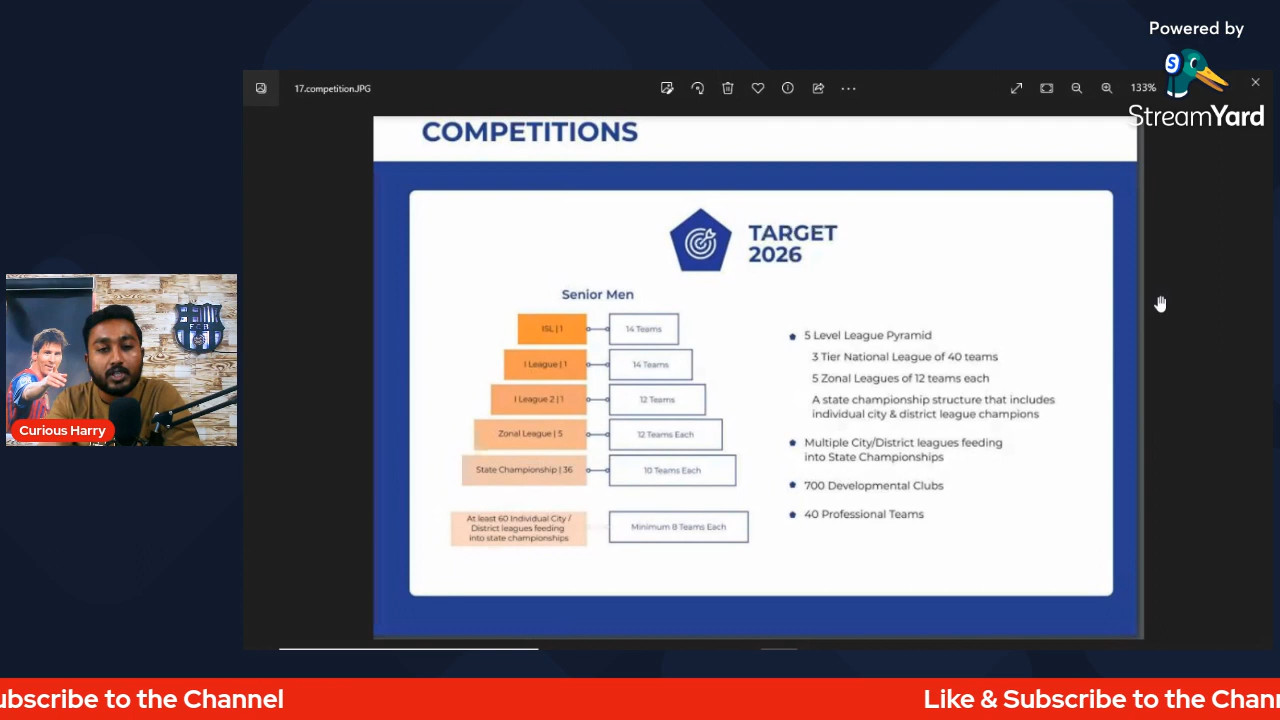 Powered by
StreamYard
17.competition.JPG
133%
COMPETITIONS
TARGET
2026
Senior Men
ISL | 1
14 Teams
I League | 1
14 Teams
I League 2 | 1
12 Teams
Zonal League | 5
12 Teams Each
State Championship | 36
10 Teams Each
At least 60 Individual City /
District leagues feeding
into state championships
Minimum 8 Teams Each
5 Level League Pyramid
3 Tier National League of 40 teams
5 Zonal Leagues of 12 teams each
A state championship structure that includes
individual city & district league champions
Multiple City/District leagues feeding
into State Championships
700 Developmental Clubs
40 Professional Teams
FCB
Curious Harry
ubscribe to the Channel
Like & Subscribe to the Chann